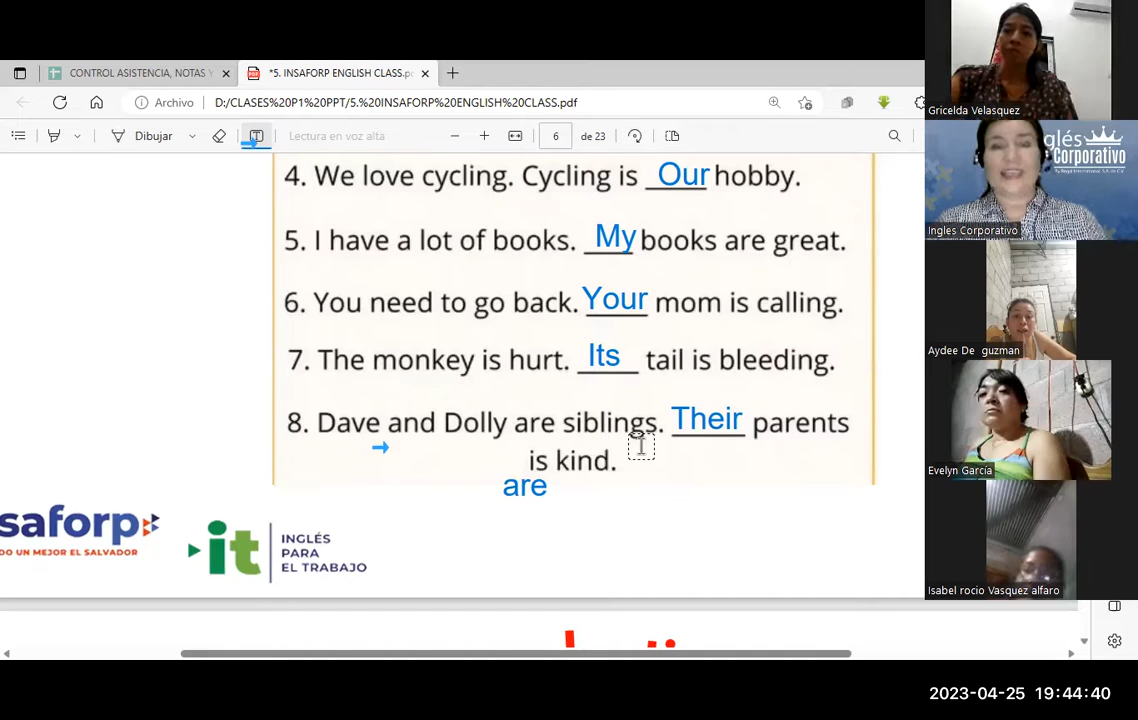 CONTROL ASISTENCIA, NOTAS Y
*5. INSAFORP ENGLISH CLASS.p
Archivo
D:/CLASES%20P1%20PPT/5.%20INSAFORP%20ENGLISH%20CLASS.pdf
Dibujar
Lectura en voz alta
6
de 23
4. We love cycling. Cycling is Our hobby.
5. I have a lot of books. My books are great.
6. You need to go back. Your mom is calling.
7. The monkey is hurt. Its tail is bleeding.
8. Dave and Dolly are siblings. Their parents
is kind.
are
saforp
DO UN MEJOR EL SALVADOR
it
INGLÉS
PARA
EL TRABAJO
Gricelda Velasquez
glés
Corporativo
Ingles Corporativo
Aydee De guzman
Evelyn García
Isabel rocio Vasquez alfaro
2023-04-25 19:44:40